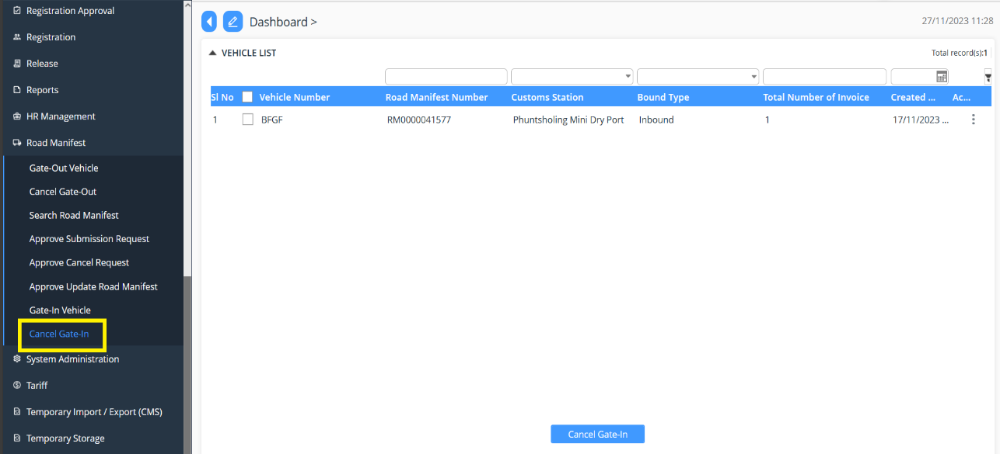 Registration Approval
Registration
Release
Reports
HR Management
Road Manifest
Gate-Out Vehicle
Cancel Gate-Out
Search Road Manifest
Approve Submission Request
Approve Cancel Request
Approve Update Road Manifest
Gate-In Vehicle
Cancel Gate-In
System Administration
Tariff
Temporary Import / Export (CMS)
Temporary Storage
Dashboard >
27/11/2023 11:28
VEHICLE LIST
Total record(s):1
Sl No Vehicle Number Road Manifest Number Customs Station Bound Type Total Number of Invoice Created ... Ac...
1 BFGF RM0000041577 Phuntsholing Mini Dry Port Inbound 1 17/11/2023 ...
Cancel Gate-In